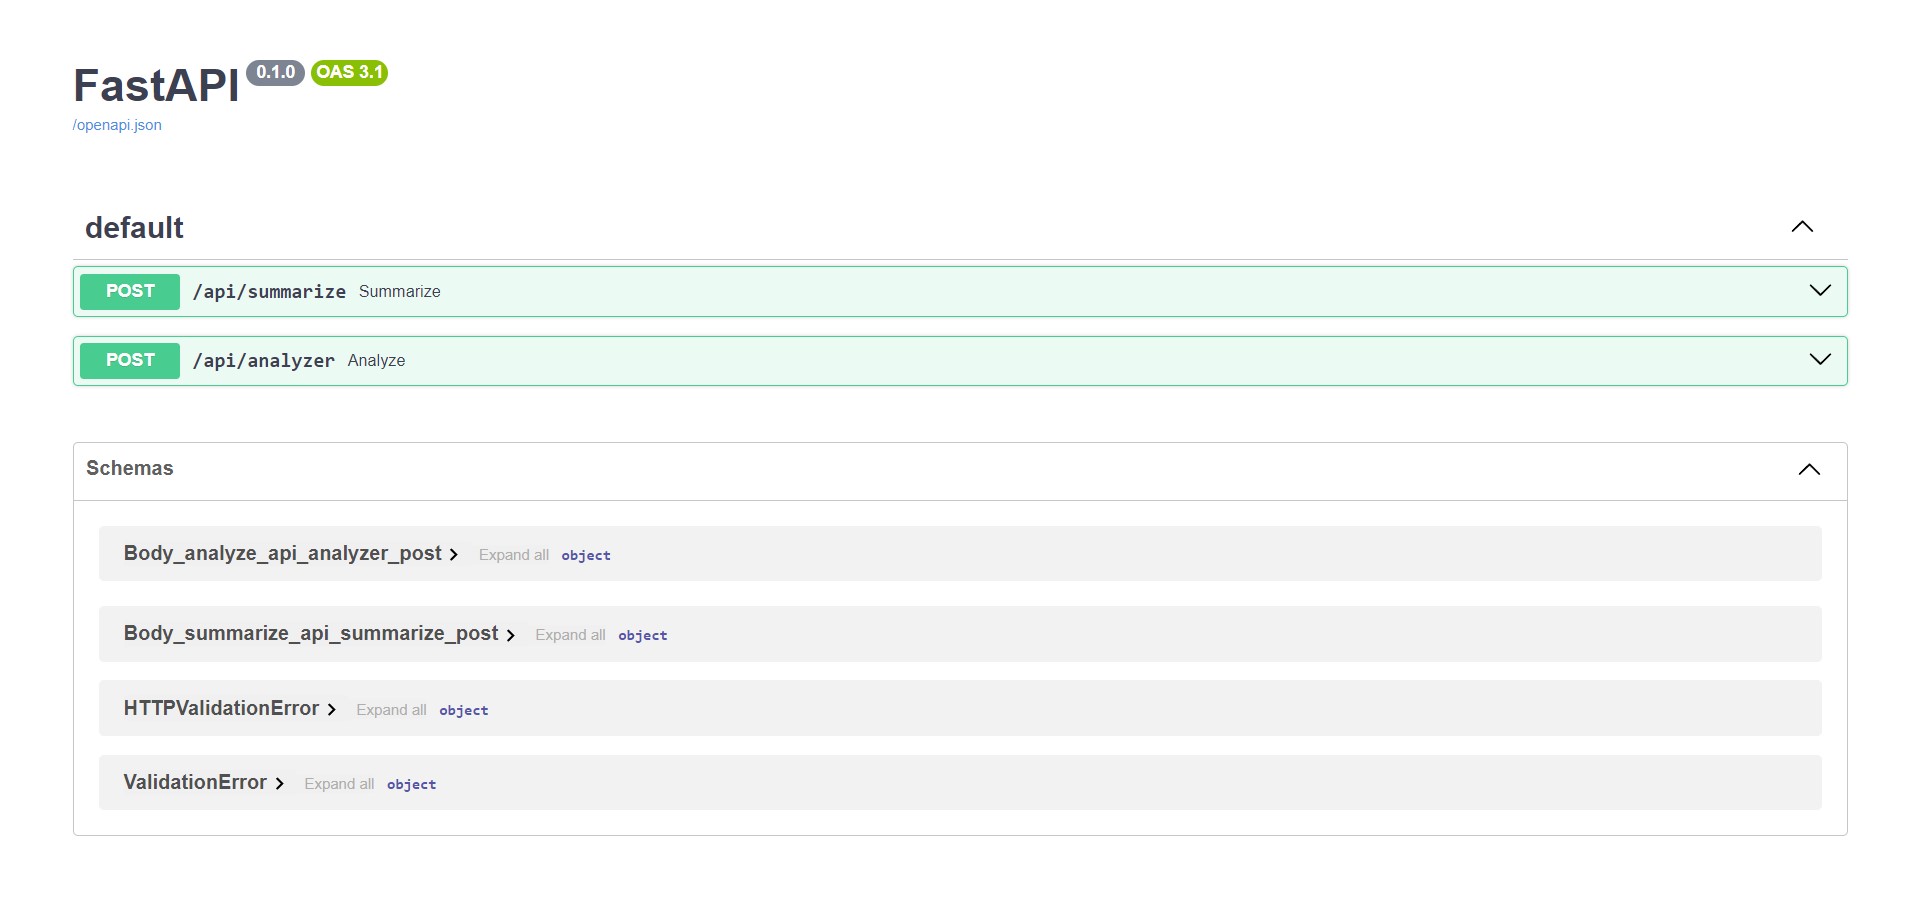 FastAPI 0.1.0 OAS 3.1
/openapi.json
default
POST /api/summarize Summarize
POST /api/analyzer Analyze
Schemas
Body_analyze_api_analyzer_post Expand all object
Body_summarize_api_summarize_post Expand all object
HTTPValidationError Expand all object
ValidationError Expand all object